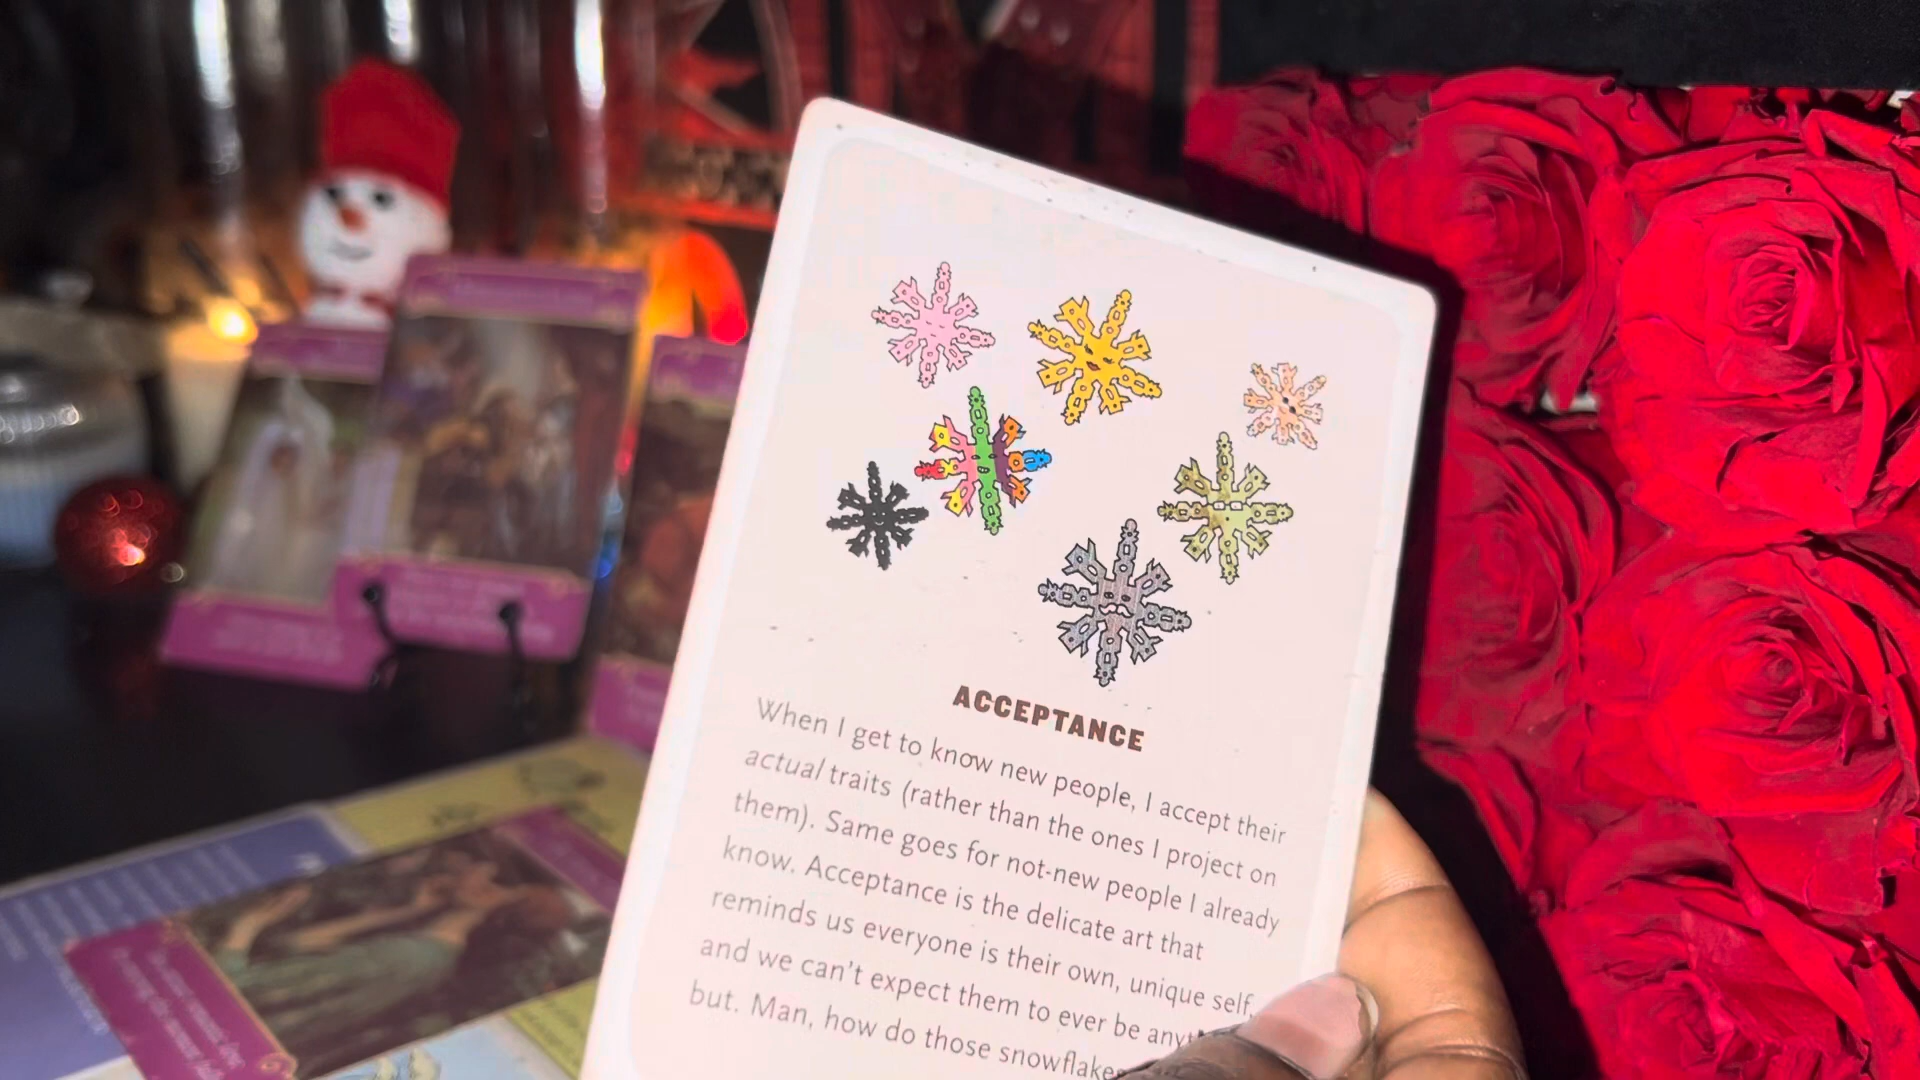 ACCEPTANCE
When I get to know new people, I accept their
actual traits (rather than the ones I project on
them). Same goes for not-new people I already
know. Acceptance is the delicate art that
reminds us everyone is their own, unique self,
and we can't expect them to ever be
but. Man, how do those